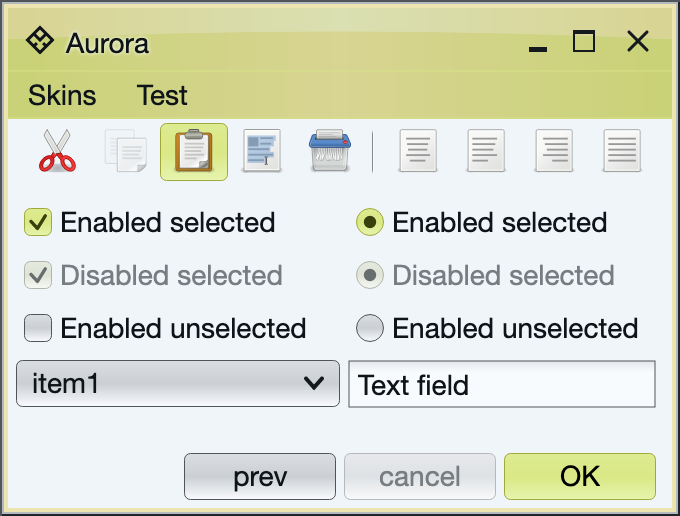 Aurora
Skins Test
Enabled selected Enabled selected
Disabled selected Disabled selected
Enabled unselected Enabled unselected
item1 Text field
prev cancel OK